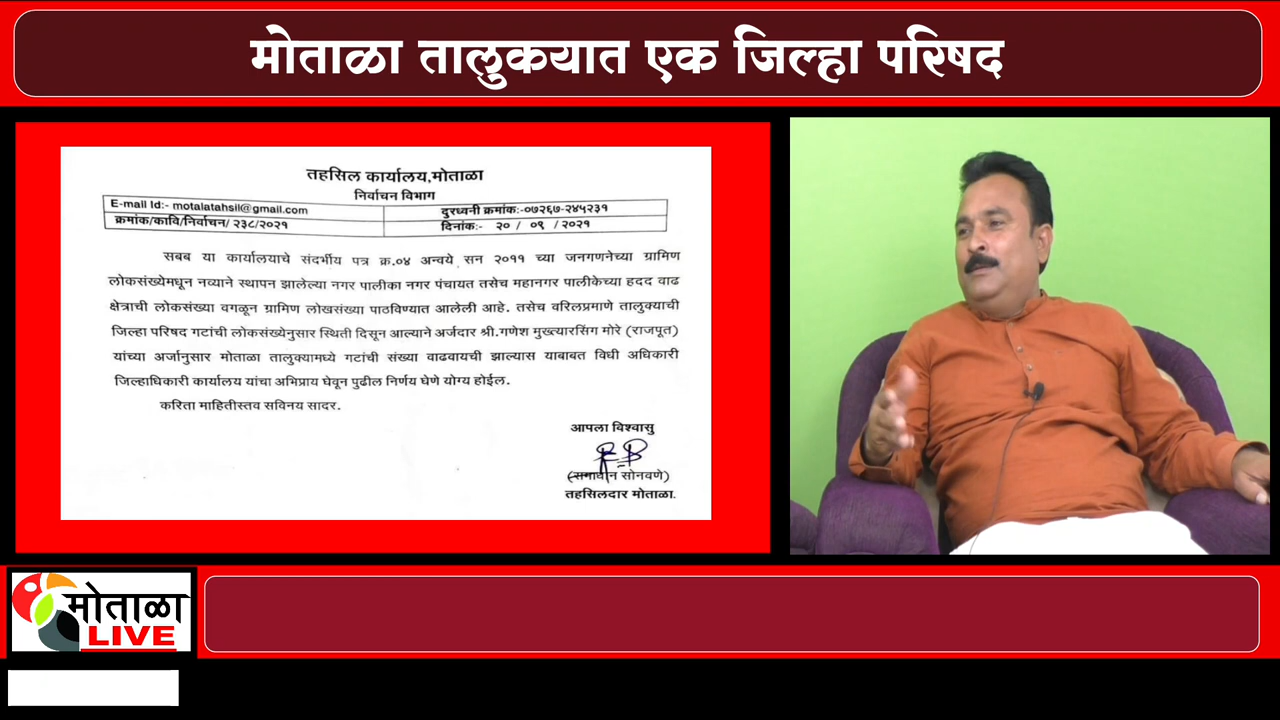 मोताळा तालुकयात एक जिल्हा परिषद
तहसिल कार्यालय,मोताळा
निर्वाचन विभाग
E-mail Id:- motalatahsil@gmail.com
दुरध्वनी क्रमांक:-०७२६७-२४५२३१
क्रमांक/कावि/निर्वाचन/ २३८/२०२१
दिनांकः- २० / ०९ / २०२१
सबब या कार्यालयाचे संदर्भीय पत्र क्र.०४ अन्वये सन २०११ च्या जनगणनेच्या ग्रामिण
लोकसंख्येमधून नव्याने स्थापन झालेल्या नगर पालीका नगर पंचायत तसेच महानगर पालीकेच्या हदद वाढ
क्षेत्राची लोकसंख्या वगळून ग्रामिण लोखसंख्या पाठविण्यात आलेली आहे. तसेच वरिलप्रमाणे तालुक्याची
जिल्हा परिषद गटांची लोकसंख्येनुसार स्थिती दिसून आल्याने अर्जदार श्री.गणेश मुख्त्यारसिंग मोरे (राजपूत)
यांच्या अर्जानुसार मोताळा तालुक्यामध्ये गटांची संख्या वाढवायची झाल्यास याबाबत विधी अधिकारी
जिल्हाधिकारी कार्यालय यांचा अभिप्राय घेवून पुढील निर्णय घेणे योग्य होईल.
करिता माहितीस्तव सविनय सादर.
आपला विश्वासु
(समाधान सोनवणे)
तहसिलदार मोताळा.
मोताळा
LIVE